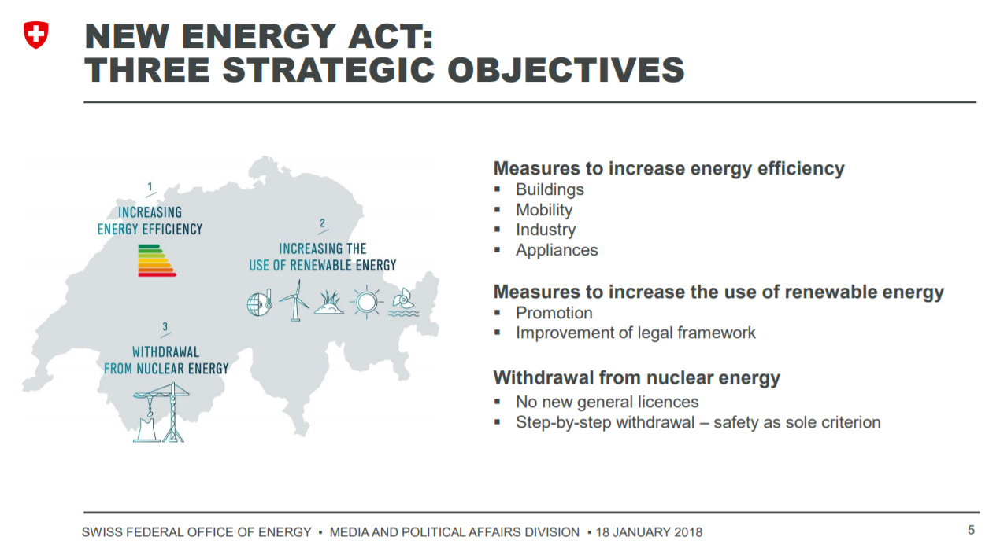 NEW ENERGY ACT:
THREE STRATEGIC OBJECTIVES
1
INCREASING
ENERGY EFFICIENCY
2
INCREASING THE
USE OF RENEWABLE ENERGY
3
WITHDRAWAL
FROM NUCLEAR ENERGY
Measures to increase energy efficiency
▪ Buildings
▪ Mobility
▪ Industry
▪ Appliances
Measures to increase the use of renewable energy
▪ Promotion
▪ Improvement of legal framework
Withdrawal from nuclear energy
▪ No new general licences
▪ Step-by-step withdrawal – safety as sole criterion
SWISS FEDERAL OFFICE OF ENERGY ▪ MEDIA AND POLITICAL AFFAIRS DIVISION ▪ 18 JANUARY 2018
5